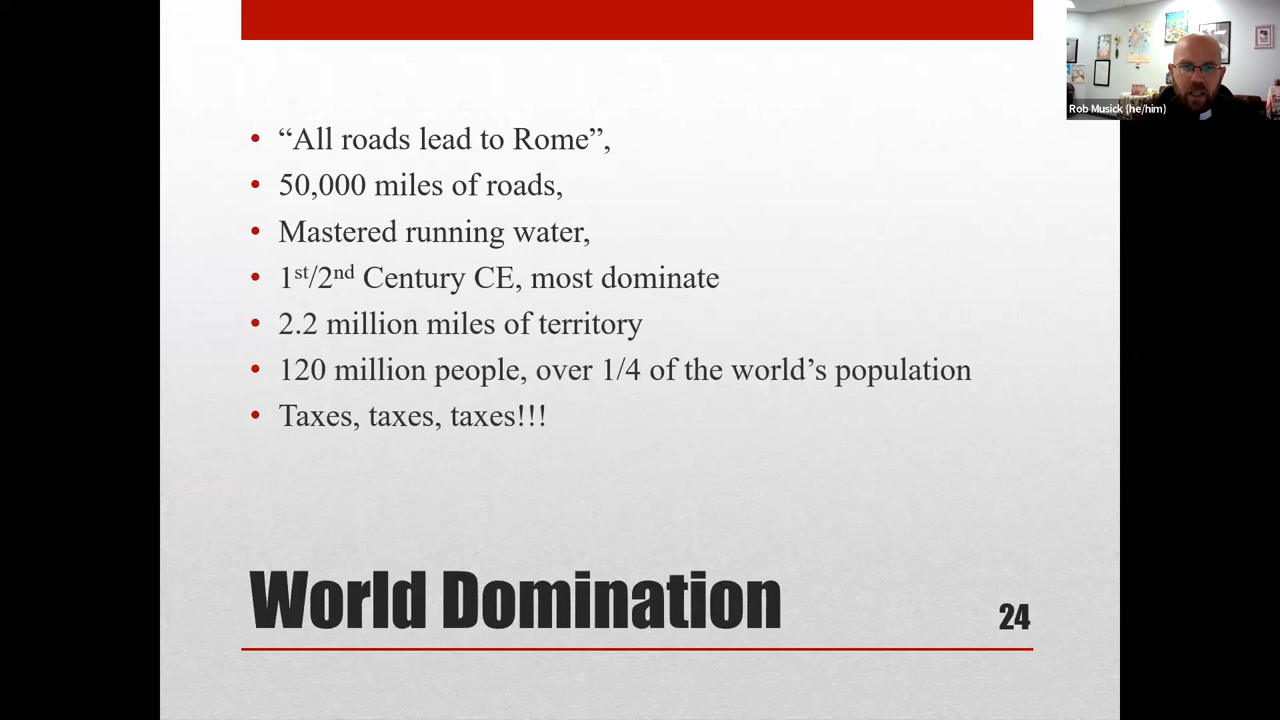 Rob Musick (he/him)
“All roads lead to Rome”,
50,000 miles of roads,
Mastered running water,
1st/2nd Century CE, most dominate
2.2 million miles of territory
120 million people, over 1/4 of the world’s population
Taxes, taxes, taxes!!!
World Domination
24